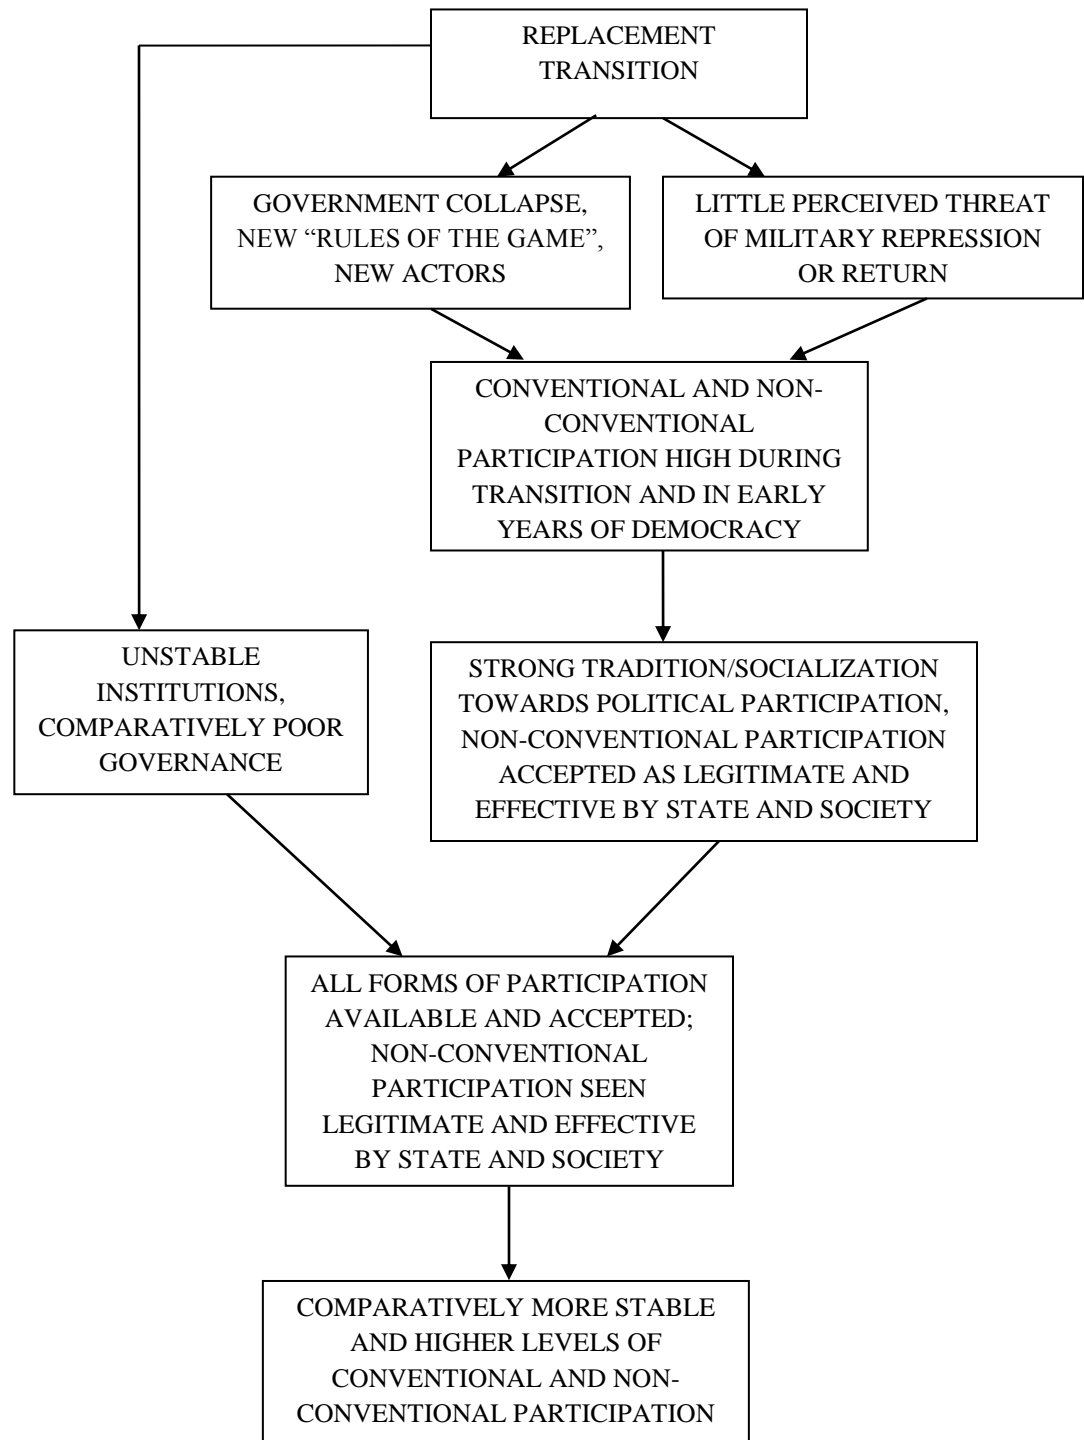 REPLACEMENT
TRANSITION
GOVERNMENT COLLAPSE,
NEW “RULES OF THE GAME”,
NEW ACTORS
LITTLE PERCEIVED THREAT
OF MILITARY REPRESSION
OR RETURN
CONVENTIONAL AND NON-
CONVENTIONAL
PARTICIPATION HIGH DURING
TRANSITION AND IN EARLY
YEARS OF DEMOCRACY
UNSTABLE
INSTITUTIONS,
COMPARATIVELY POOR
GOVERNANCE
STRONG TRADITION/SOCIALIZATION
TOWARDS POLITICAL PARTICIPATION,
NON-CONVENTIONAL PARTICIPATION
ACCEPTED AS LEGITIMATE AND
EFFECTIVE BY STATE AND SOCIETY
ALL FORMS OF PARTICIPATION
AVAILABLE AND ACCEPTED;
NON-CONVENTIONAL
PARTICIPATION SEEN
LEGITIMATE AND EFFECTIVE
BY STATE AND SOCIETY
COMPARATIVELY MORE STABLE
AND HIGHER LEVELS OF
CONVENTIONAL AND NON-
CONVENTIONAL PARTICIPATION